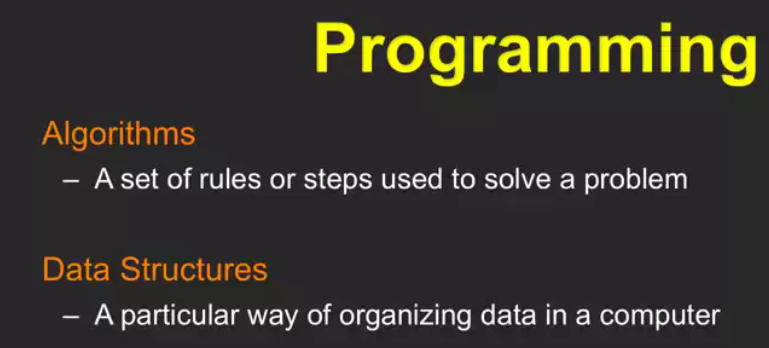 Programming
Algorithms
– A set of rules or steps used to solve a problem
Data Structures
– A particular way of organizing data in a computer